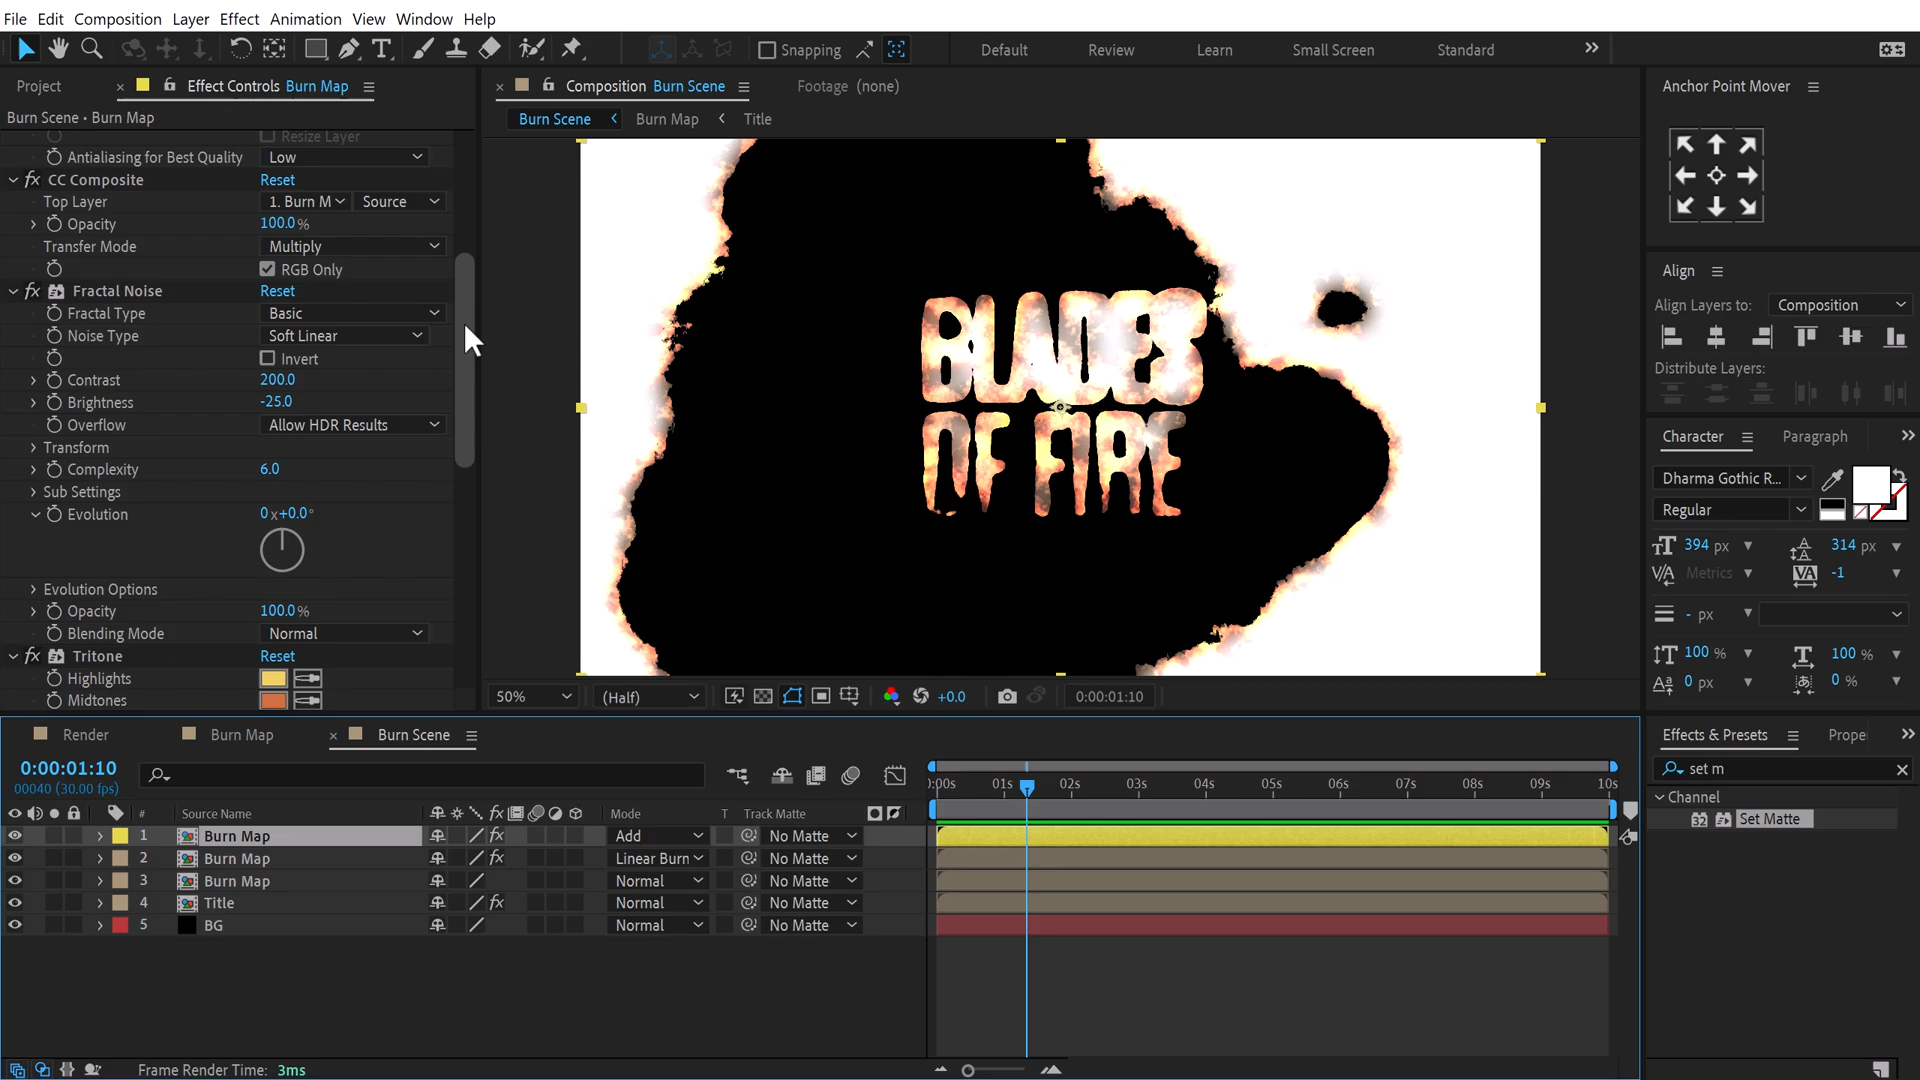 File Edit Composition Layer Effect Animation View Window Help
Snapping
Default Review Learn Small Screen Standard
Project Effect Controls Burn Map
Burn Scene • Burn Map
Resize Layer
Antialiasing for Best Quality Low
fx CC Composite Reset
Top Layer 1. Burn M Source
Opacity 100.0%
Transfer Mode Multiply
RGB Only
fx Fractal Noise Reset
Fractal Type Basic
Noise Type Soft Linear
Invert
Contrast 200.0
Brightness -25.0
Overflow Allow HDR Results
Transform
Complexity 6.0
Sub Settings
Evolution 0x+0.0°
Evolution Options
Opacity 100.0%
Blending Mode Normal
fx Tritone Reset
Highlights
Midtones
Composition Burn Scene Footage (none)
Burn Scene Burn Map Title
BLADES
OF FIRE
50% (Half) +0.0 0:00:01:10
Anchor Point Mover
Align
Align Layers to: Composition
Distribute Layers:
Character Paragraph
Dharma Gothic R...
Regular
394 px 314 px
Metrics -1
- px
100 % 100 %
0 px 0 %
Effects & Presets Prope
set m
Channel
32 Set Matte
Render Burn Map Burn Scene
0:00:01:10
00040 (30.00 fps)
:00s 01s 02s 03s 04s 05s 06s 07s 08s 09s 10s
# Source Name fx Mode T Track Matte
1 Burn Map fx Add No Matte
2 Burn Map fx Linear Burn No Matte
3 Burn Map Normal No Matte
4 Title fx Normal No Matte
5 BG Normal No Matte
Frame Render Time: 3ms